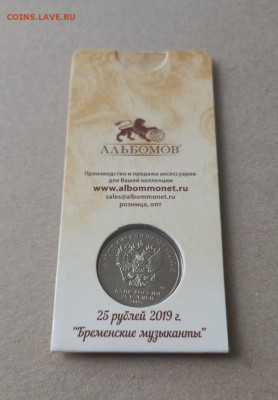 COINS.LAVE.RU
АЛЬБОМОВ®
Производство и продажа аксессуаров
для Вашей коллекции
www.albommonet.ru
sales@albommonet.ru
розница, опт
25 рублей 2019 г.
"Бременские музыканты"